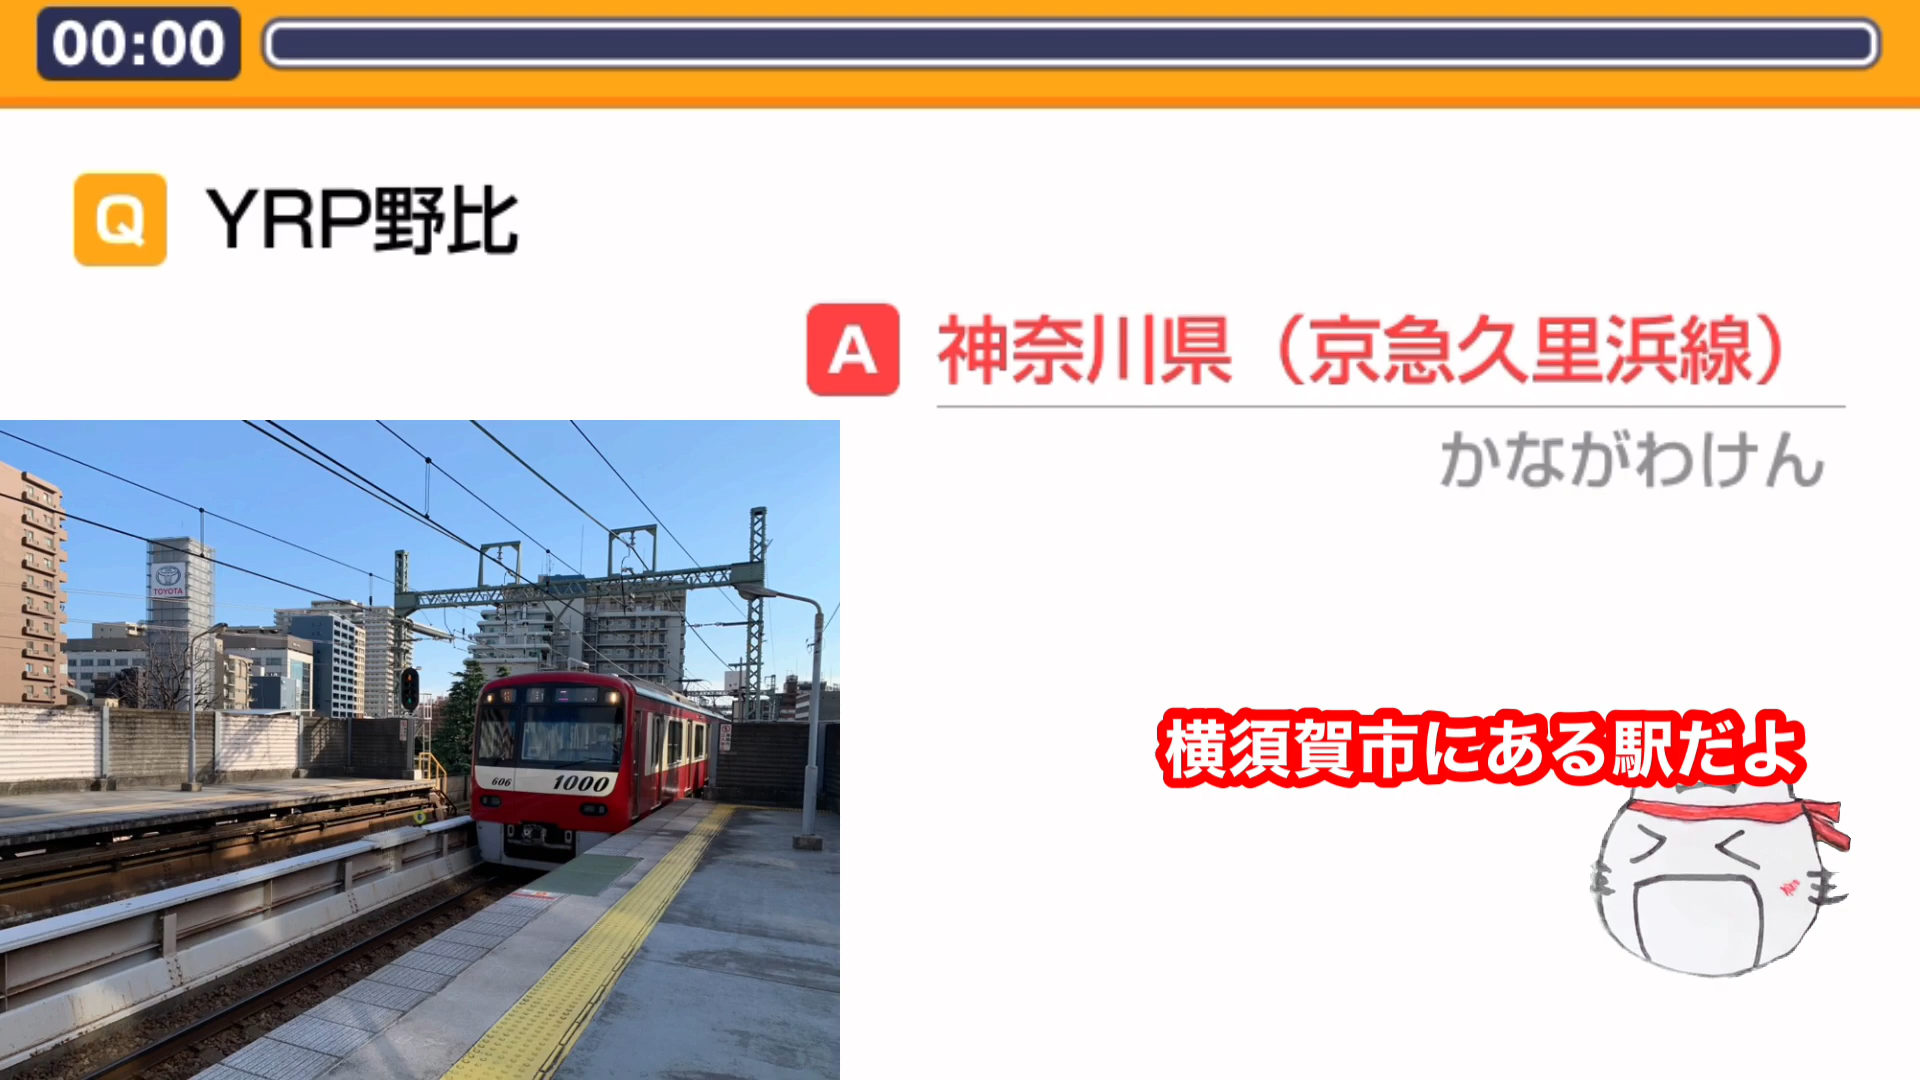 00:00
Q YRP野比
A 神奈川県（京急久里浜線）
かながわけん
TOYOTA
606 1000
横須賀市にある駅だよ